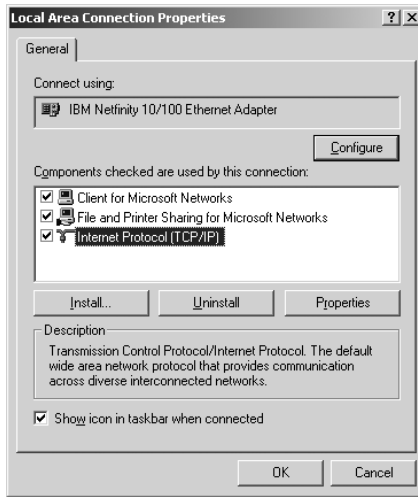 Local Area Connection Properties
General
Connect using:
IBM Netfinity 10/100 Ethernet Adapter
Configure
Components checked are used by this connection:
Client for Microsoft Networks
File and Printer Sharing for Microsoft Networks
Internet Protocol (TCP/IP)
Install... Uninstall Properties
Description
Transmission Control Protocol/Internet Protocol. The default
wide area network protocol that provides communication
across diverse interconnected networks.
Show icon in taskbar when connected
OK Cancel